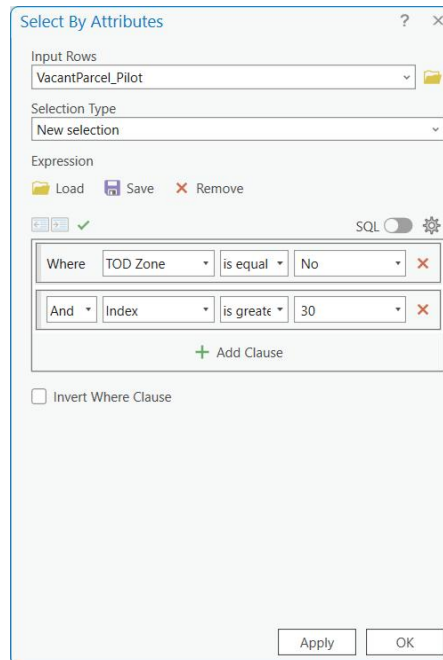 Select By Attributes ? ×
Input Rows
VacantParcel_Pilot
Selection Type
New selection
Expression
Load Save Remove
SQL
Where TOD Zone is equal No
And Index is greate 30
+ Add Clause
Invert Where Clause
Apply OK